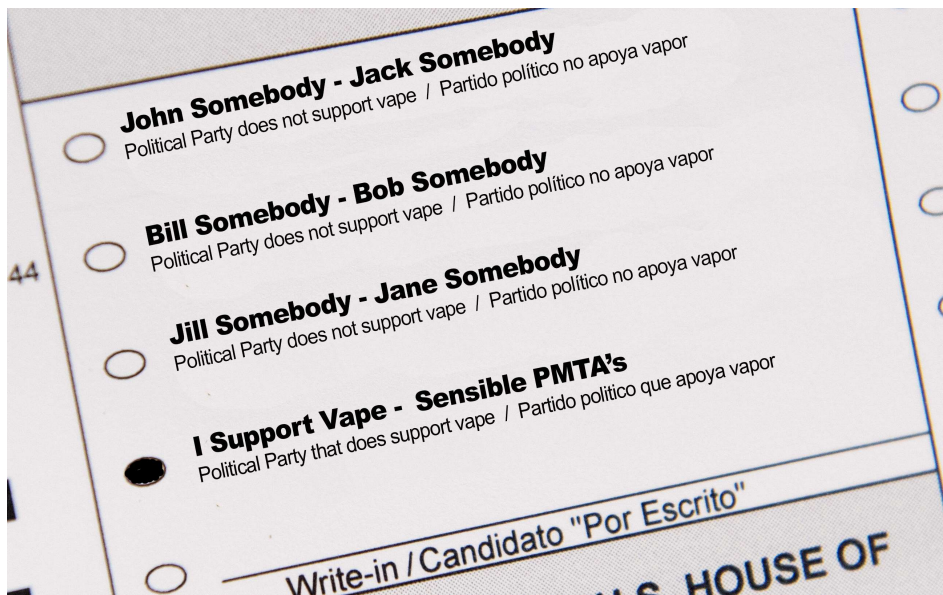 John Somebody - Jack Somebody
Political Party does not support vape / Partido político no apoya vapor
Bill Somebody - Bob Somebody
Political Party does not support vape / Partido político no apoya vapor
44
Jill Somebody - Jane Somebody
Political Party does not support vape / Partido político no apoya vapor
I Support Vape - Sensible PMTA's
Political Party that does support vape / Partido politico que apoya vapor
Write-in / Candidato "Por Escrito"
HOUSE OF